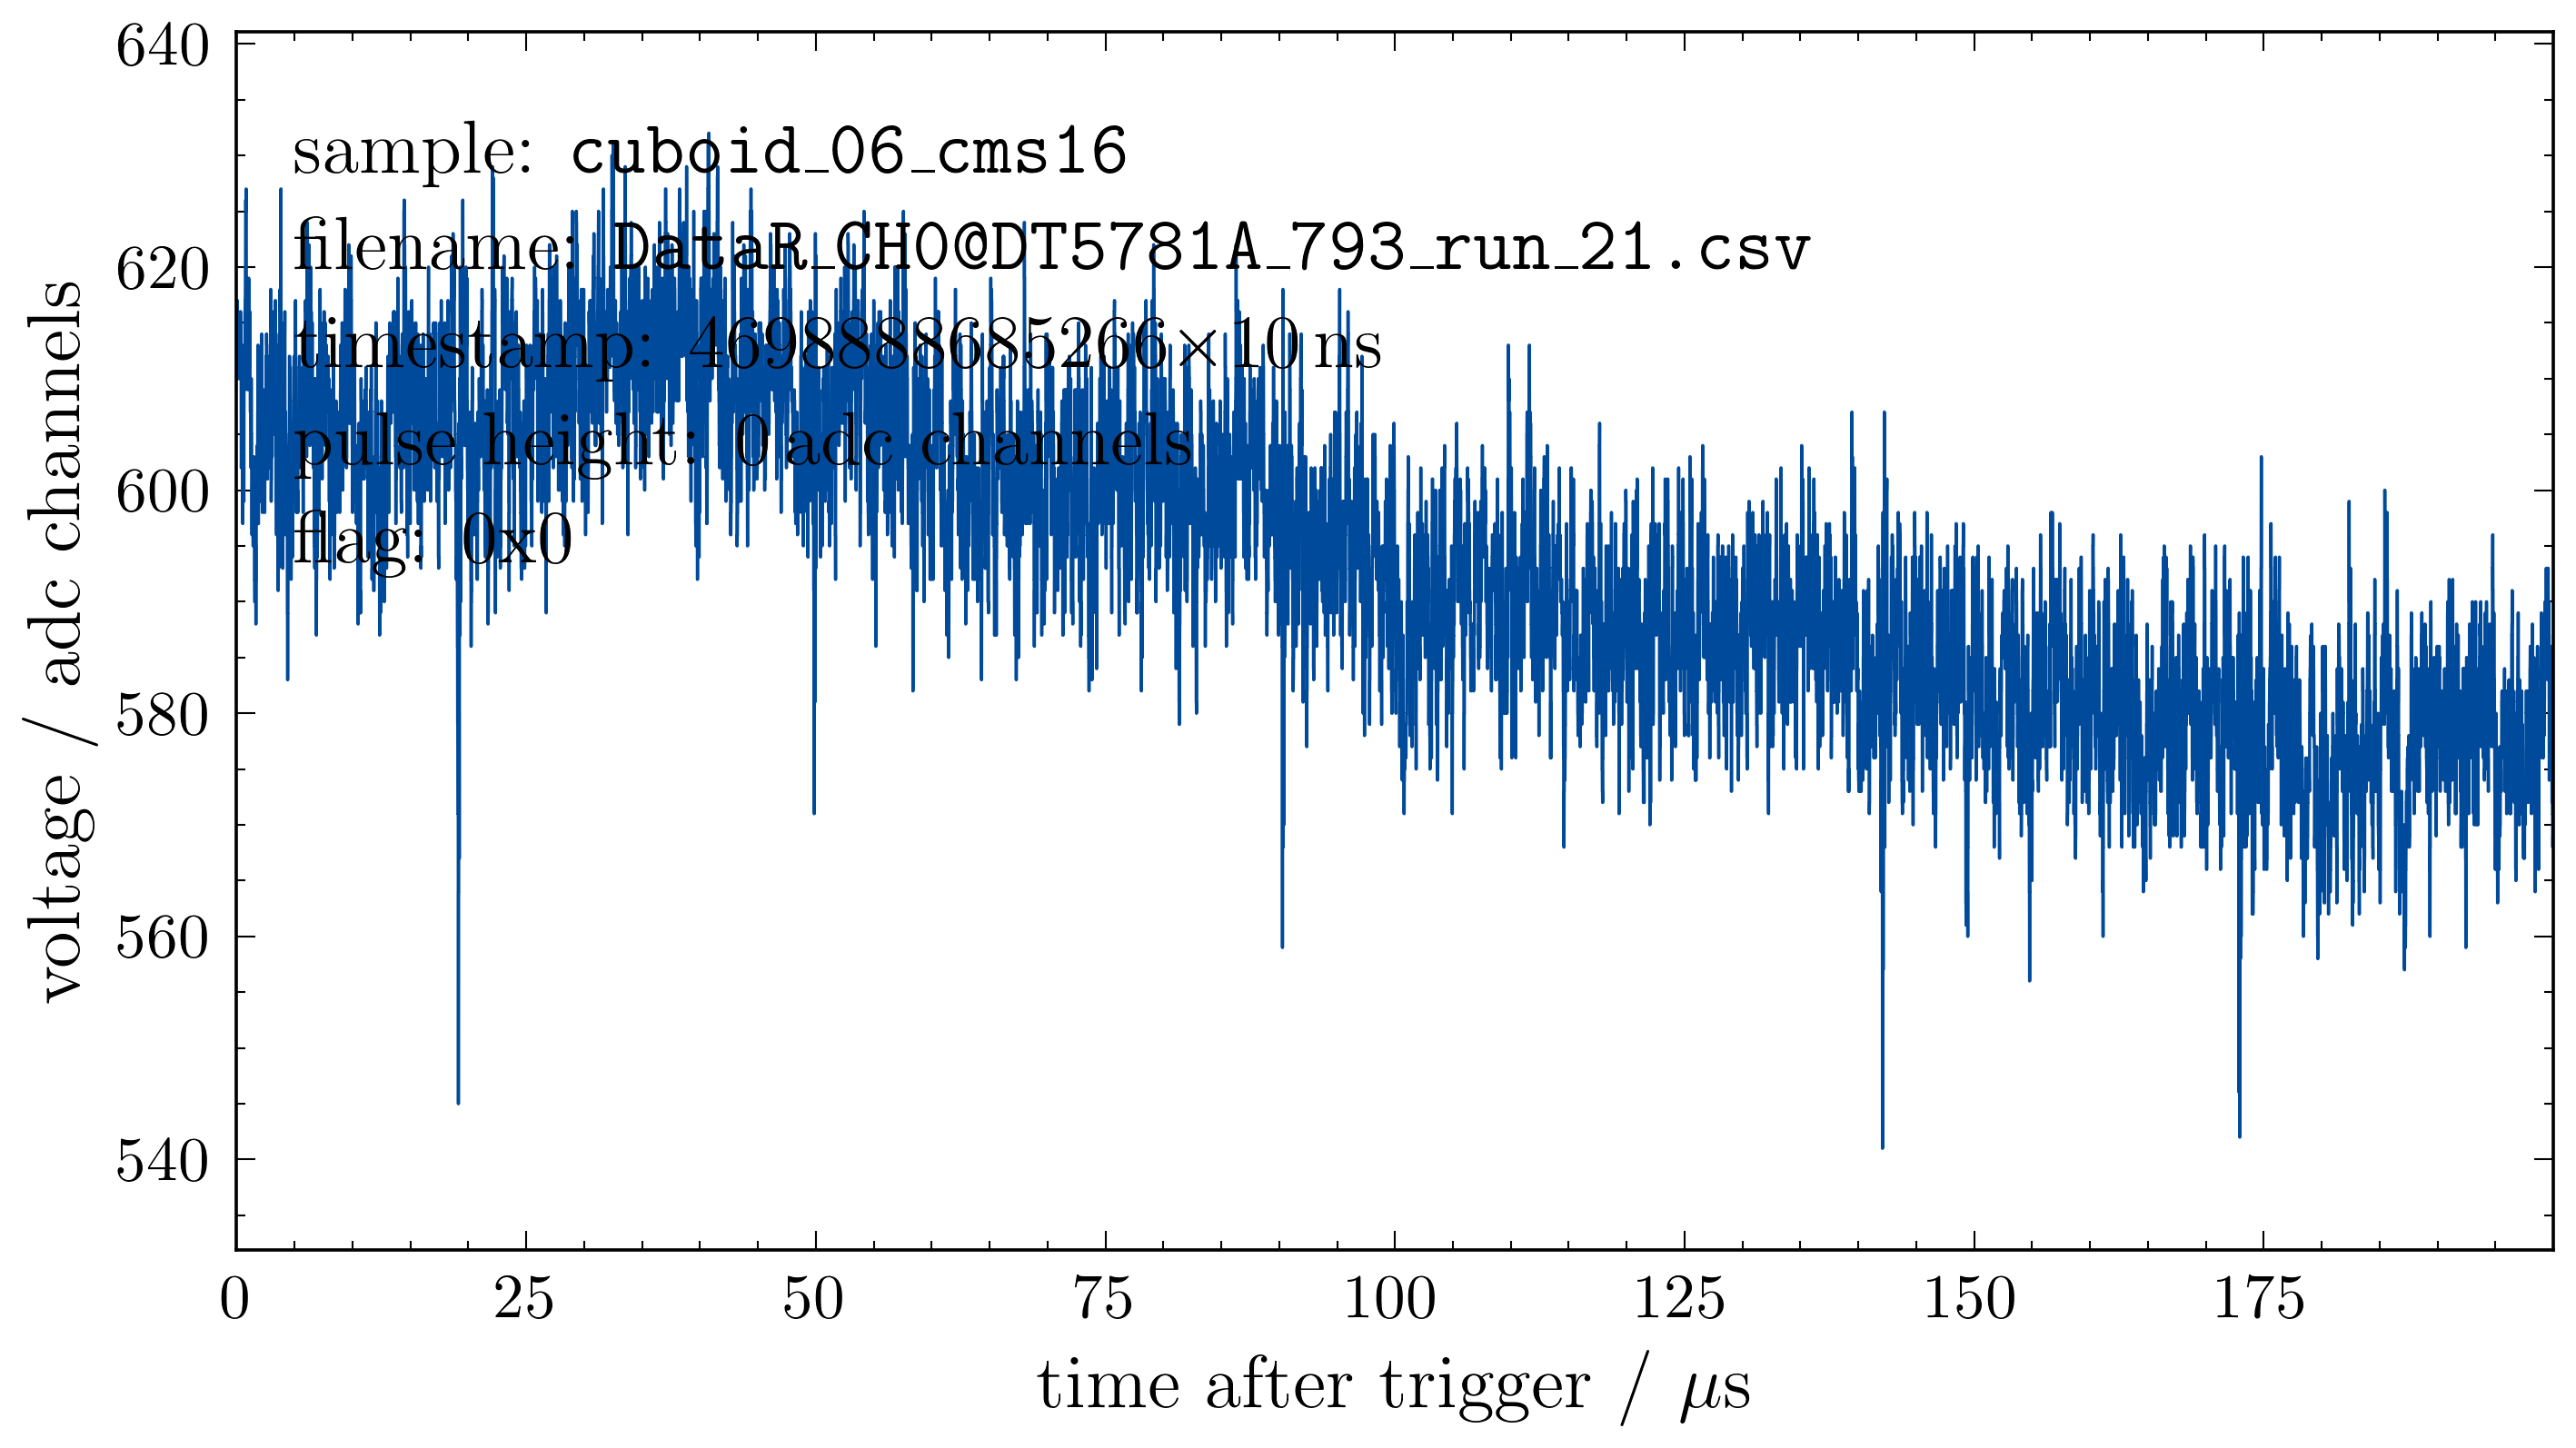 640
620
600
580
560
540
voltage / adc channels
sample: cuboid_06_cms16
filename: DataR_CH0@DT5781A_793_run_21.csv
timestamp: 4698888685266×10 ns
pulse height: 0 adc channels
flag: 0x0
0 25 50 75 100 125 150 175
time after trigger / μs